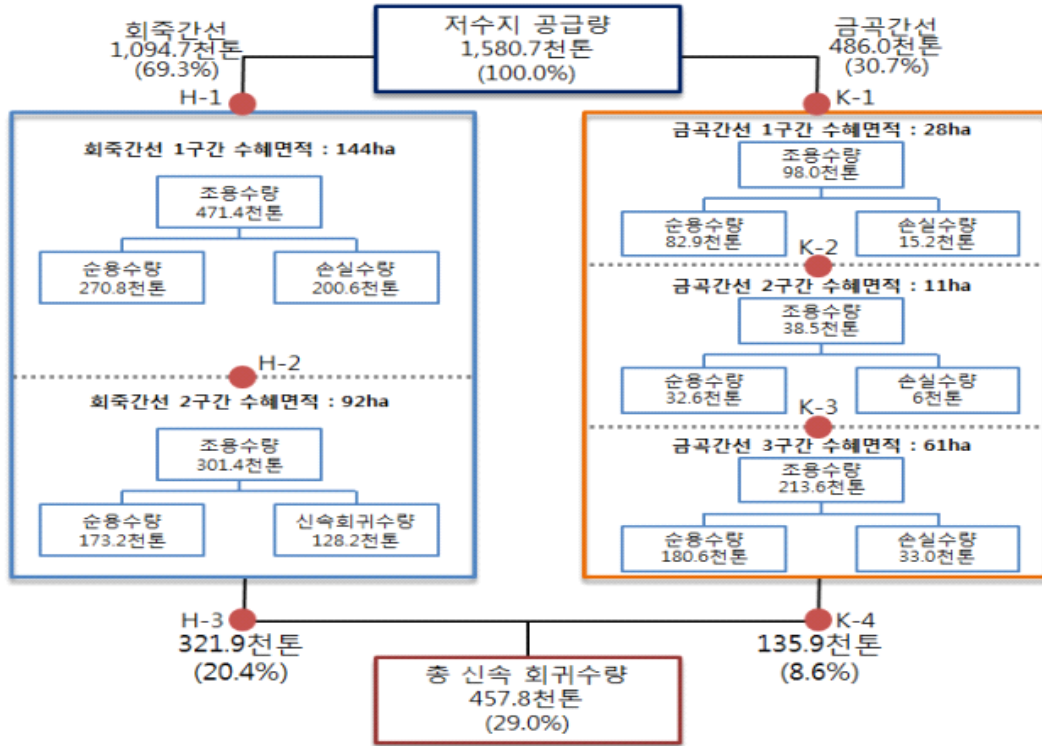 저수지 공급량
1,580.7천톤
(100.0%)
회죽간선
1,094.7천톤
(69.3%)
H-1
금곡간선
486.0천톤
(30.7%)
K-1
회죽간선 1구간 수혜면적 : 144ha
조용수량
471.4천톤
순용수량
270.8천톤
손실수량
200.6천톤
H-2
회죽간선 2구간 수혜면적 : 92ha
조용수량
301.4천톤
순용수량
173.2천톤
신속회귀수량
128.2천톤
금곡간선 1구간 수혜면적 : 28ha
조용수량
98.0천톤
순용수량
82.9천톤
손실수량
15.2천톤
K-2
금곡간선 2구간 수혜면적 : 11ha
조용수량
38.5천톤
순용수량
32.6천톤
손실수량
6천톤
K-3
금곡간선 3구간 수혜면적 : 61ha
조용수량
213.6천톤
순용수량
180.6천톤
손실수량
33.0천톤
H-3
321.9천톤
(20.4%)
K-4
135.9천톤
(8.6%)
총 신속 회귀수량
457.8천톤
(29.0%)